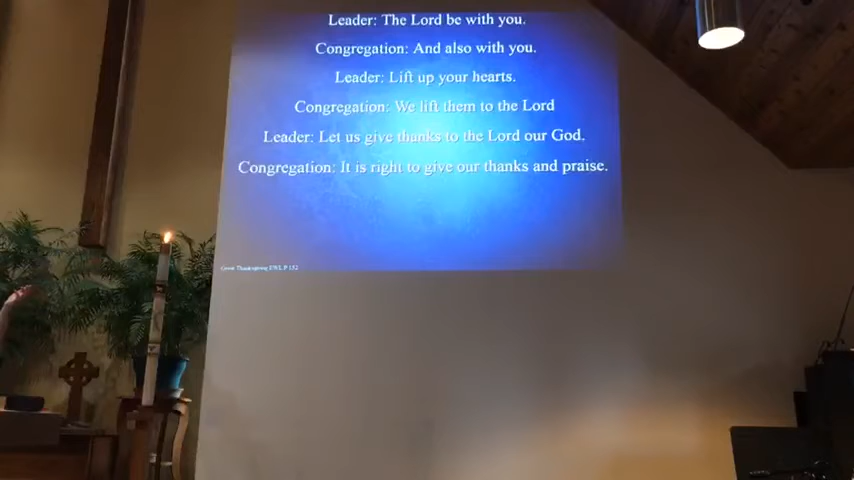 Leader: The Lord be with you.
Congregation: And also with you.
Leader: Lift up your hearts.
Congregation: We lift them to the Lord
Leader: Let us give thanks to the Lord our God.
Congregation: It is right to give our thanks and praise.
Great Thanksgiving